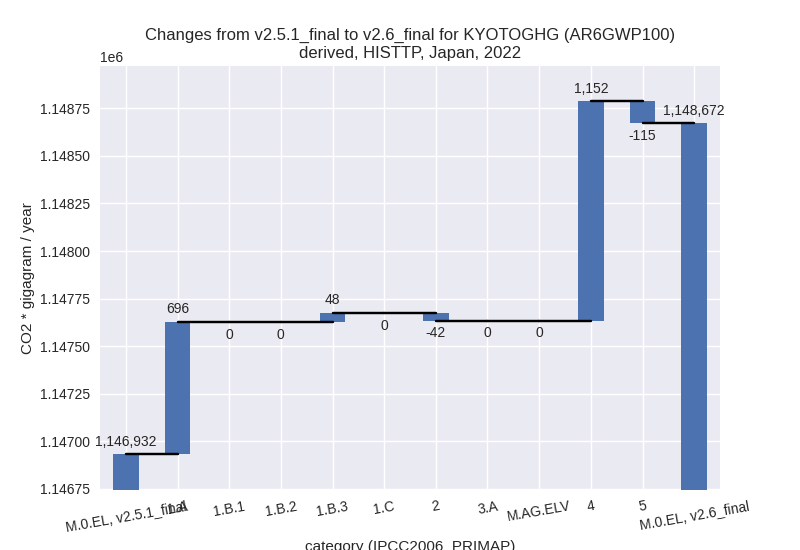 Changes from v2.5.1_final to v2.6_final for KYOTOGHG (AR6GWP100)
derived, HISTTP, Japan, 2022
1e6
1.14875
1.14850
1.14825
1.14800
1.14775
1.14750
1.14725
1.14700
1.14675
CO2 * gigagram / year
1,146,932
696
0
0
48
0
-42
0
0
1,152
-115
1,148,672
M.0.EL, v2.5.1_final
1.A
1.B.1
1.B.2
1.B.3
1.C
2
3.A
M.AG.ELV
4
5
M.0.EL, v2.6_final
category (IPCC2006_PRIMAP)